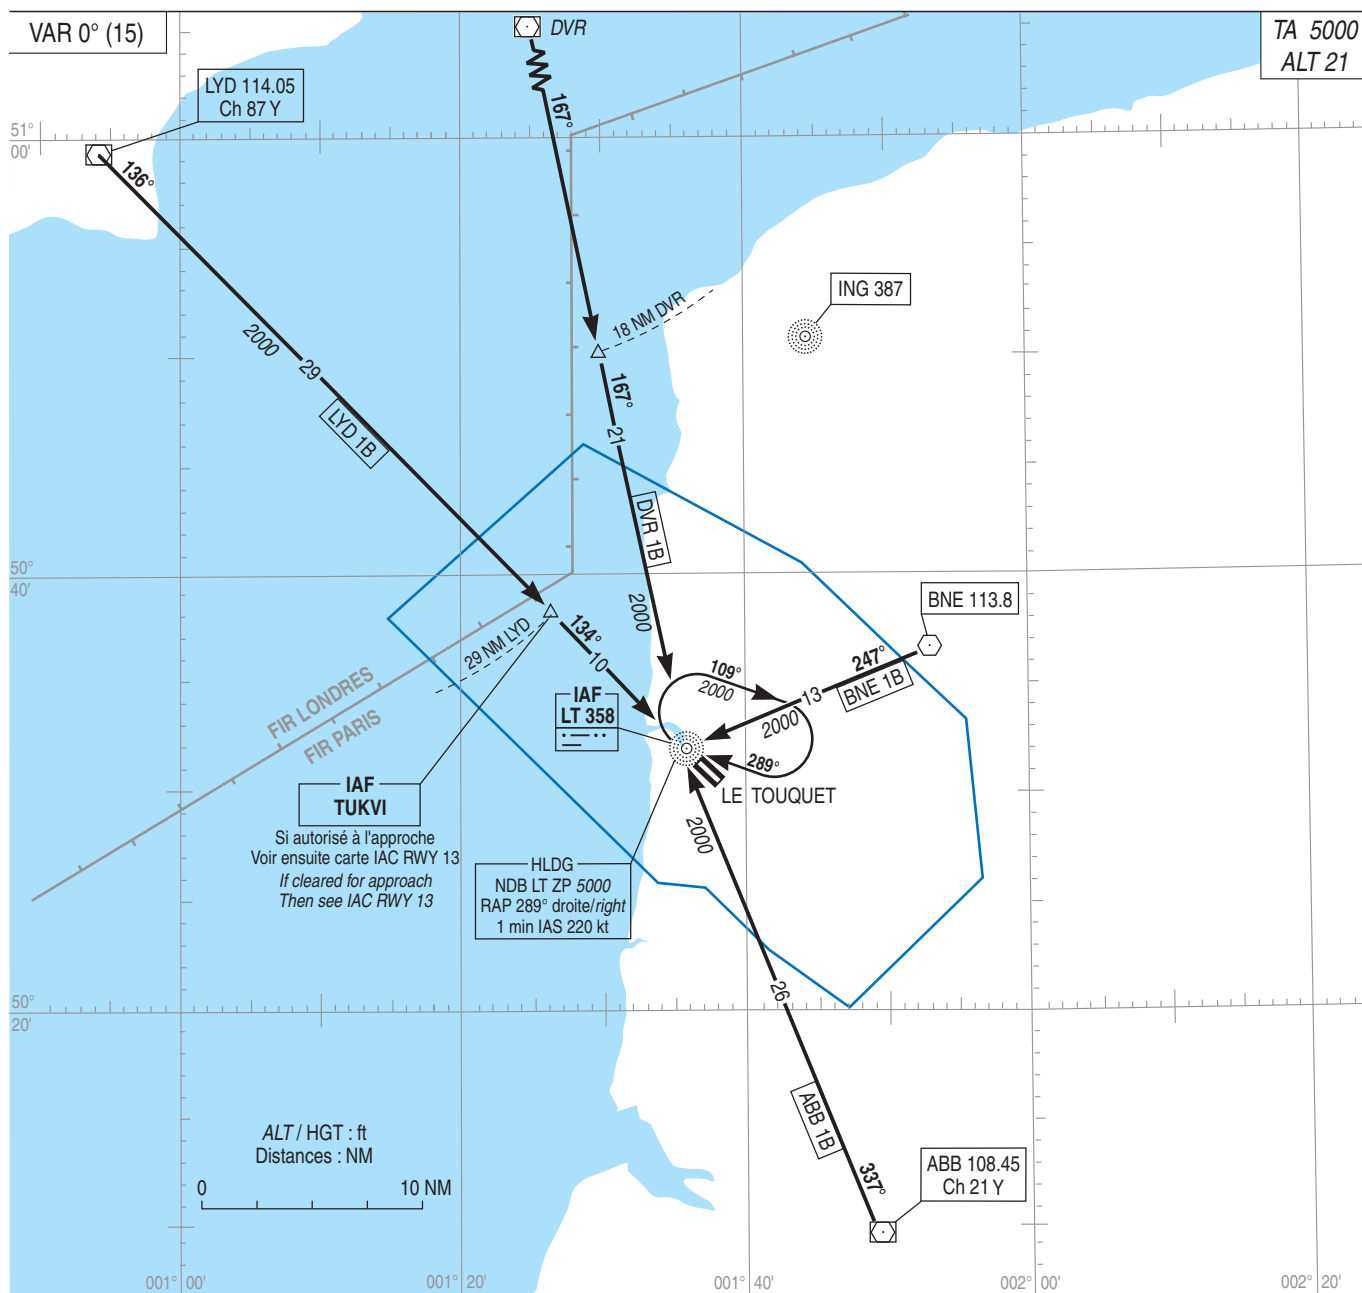 VAR 0° (15)
DVR
TA 5000
ALT 21
LYD 114.05
Ch 87 Y
51°
00'
167°
136°
ING 387
18 NM DVR
2000
29
167°
LYD 1B
21
DVR 1B
50°
40'
2000
BNE 113.8
134°
29 NM LYD
10
109°
2000
247°
BNE 1B
13
2000
IAF
LT 358
FIR LONDRES
FIR PARIS
289°
LE TOUQUET
IAF
TUKVI
Si autorisé à l'approche
Voir ensuite carte IAC RWY 13
If cleared for approach
Then see IAC RWY 13
2000
HLDG
NDB LT ZP 5000
RAP 289° droite/right
1 min IAS 220 kt
50°
20'
26
ABB 1B
ALT / HGT : ft
Distances : NM
0
10 NM
337°
ABB 108.45
Ch 21 Y
001° 00'
001° 20'
001° 40'
002° 00'
002° 20'